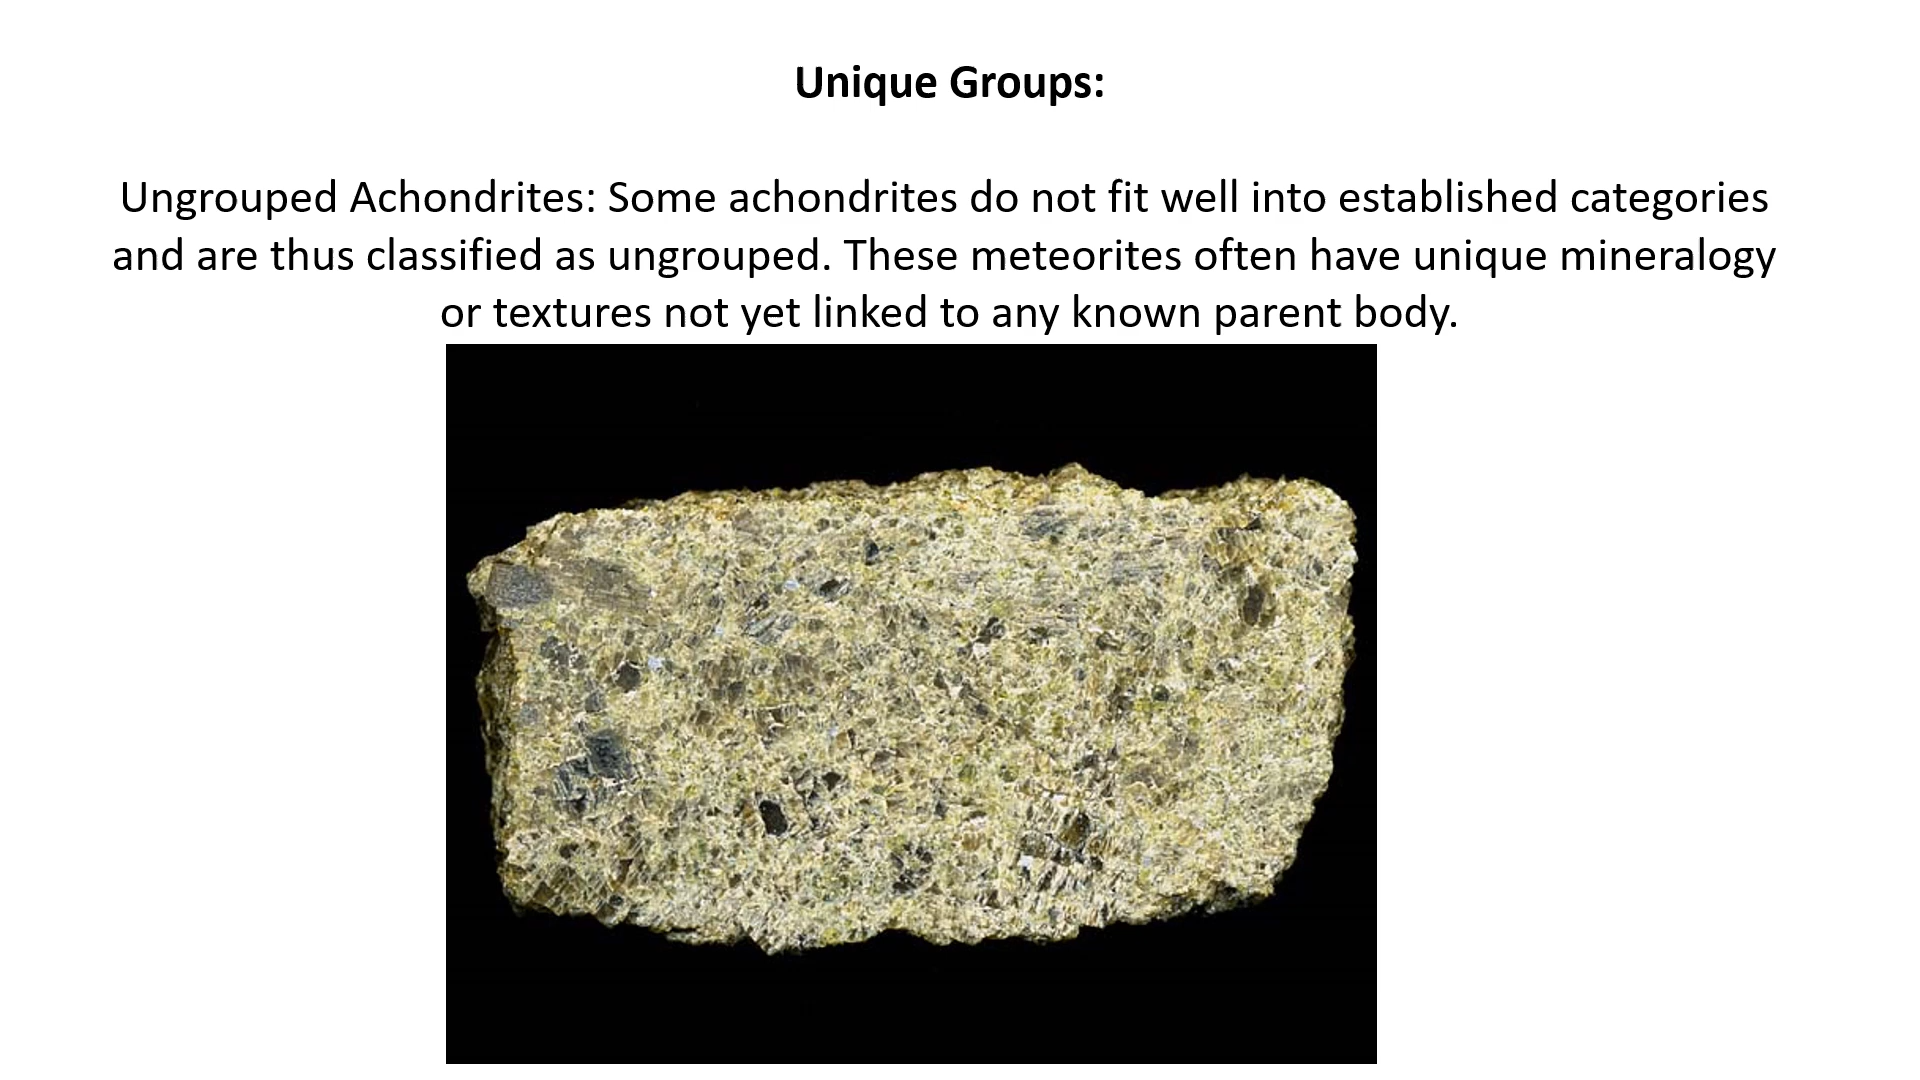 Unique Groups:
Ungrouped Achondrites: Some achondrites do not fit well into established categories
and are thus classified as ungrouped. These meteorites often have unique mineralogy
or textures not yet linked to any known parent body.